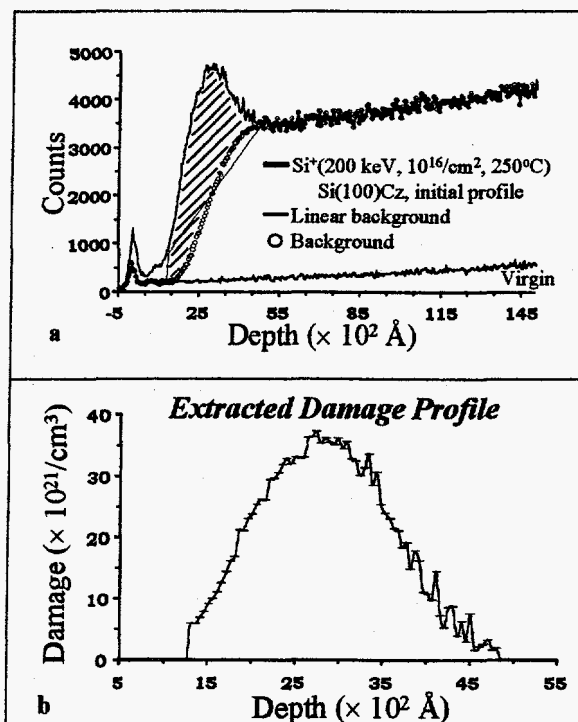 5000
4000
3000
2000
1000
0
Counts
Si⁺(200 keV, 10¹⁶/cm², 250°C)
Si(100)Cz, initial profile
Linear background
Background
Virgin
-5 25 55 85 115 145
a
Depth (× 10² Å)
Extracted Damage Profile
40
30
20
10
0
Damage (× 10²¹/cm³)
5 15 25 35 45 55
b
Depth (× 10² Å)